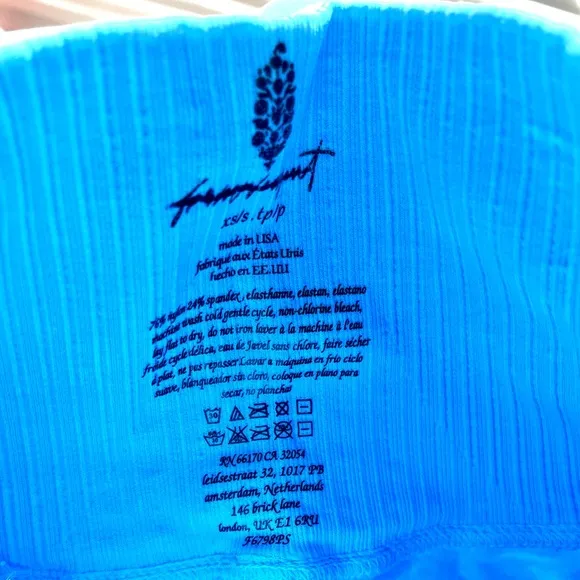 xs/s . tp/p
made in USA
fabriqué aux États Unis
hecho en EE.UU
76% nylon 24% spandex, elasthanne, elastan, elastano
machine wash cold gentle cycle, non-chlorine bleach,
lay flat to dry, do not iron laver à la machine à l'eau
froide cycle délica, eau de Javel sans chlore, faire sécher
à plat, ne pas repasser Lavar a máquina en frío ciclo
suave, blanqueador sin cloro, coloque en plano para
secar, no planchar
30
30
RN 66170 CA 32054
leidsestraat 32, 1017 PB
amsterdam, Netherlands
146 brick lane
london, UK E1 6RU
F6798PS